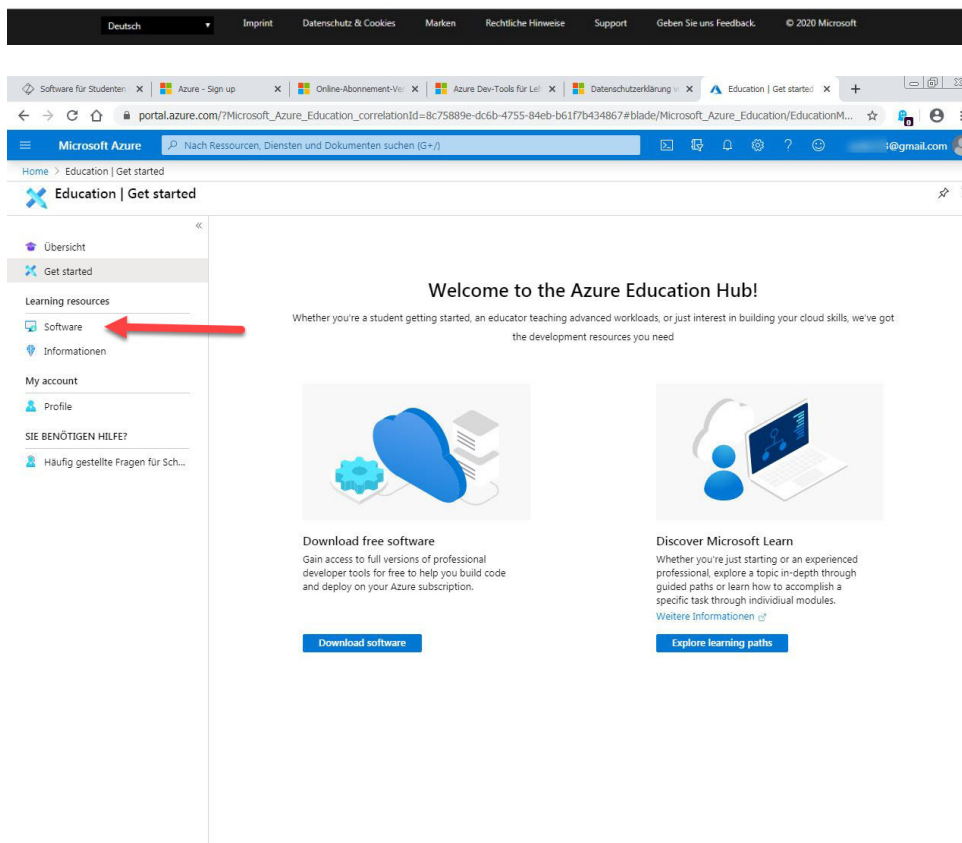 Deutsch Imprint Datenschutz & Cookies Marken Rechtliche Hinweise Support Geben Sie uns Feedback. © 2020 Microsoft
Software für Studenten Azure - Sign up Online-Abonnement-Ver Azure Dev-Tools für Le Datenschutzerklärung v Education | Get started
portal.azure.com/?Microsoft_Azure_Education_correlationId=8c75889e-dc6b-4755-84eb-b61f7b434867#blade/Microsoft_Azure_Education/EducationM...
Microsoft Azure Nach Ressourcen, Diensten und Dokumenten suchen (G+/) @gmail.com
Home > Education | Get started
Education | Get started
«
Übersicht
Get started
Learning resources
Software
Informationen
My account
Profile
SIE BENÖTIGEN HILFE?
Häufig gestellte Fragen für Sch...
Welcome to the Azure Education Hub!
Whether you're a student getting started, an educator teaching advanced workloads, or just interest in building your cloud skills, we've got
the development resources you need
Download free software
Gain access to full versions of professional
developer tools for free to help you build code
and deploy on your Azure subscription.
Download software
Discover Microsoft Learn
Whether you're just starting or an experienced
professional, explore a topic in-depth through
guided paths or learn how to accomplish a
specific task through individiual modules.
Weitere Informationen
Explore learning paths